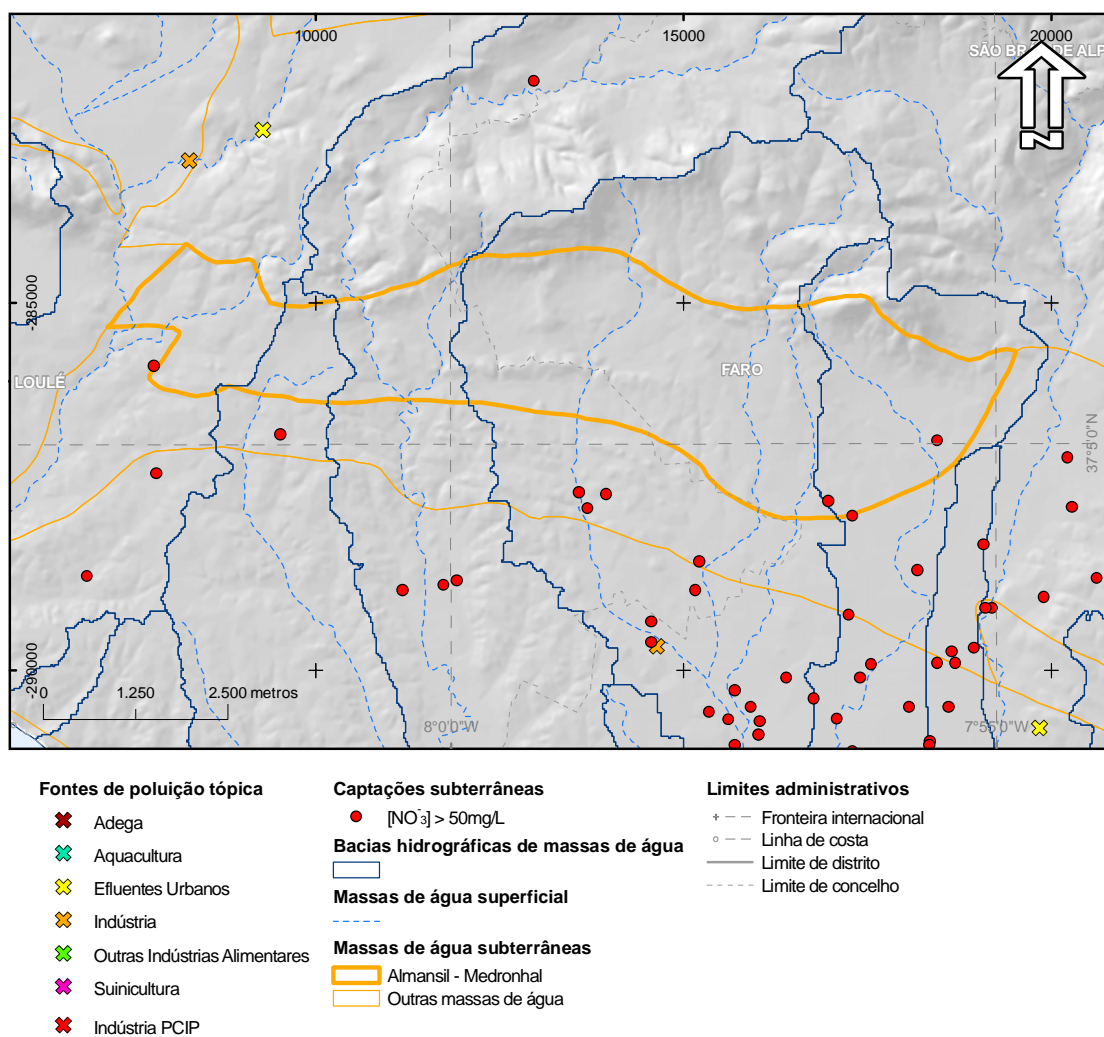 10000
15000
20000
SÃO BRÁS DE ALP
N
-285000
LOULÉ
FARO
37°5'0"N
-290000
0
1.250
2.500 metros
8°0'0"W
7°55'0"W
Fontes de poluição tópica
Adega
Aquacultura
Efluentes Urbanos
Indústria
Outras Indústrias Alimentares
Suinicultura
Indústria PCIP
Captações subterrâneas
[NO⁻₃] > 50mg/L
Bacias hidrográficas de massas de água
Massas de água superficial
Massas de água subterrâneas
Almansil - Medronhal
Outras massas de água
Limites administrativos
Fronteira internacional
Linha de costa
Limite de distrito
Limite de concelho